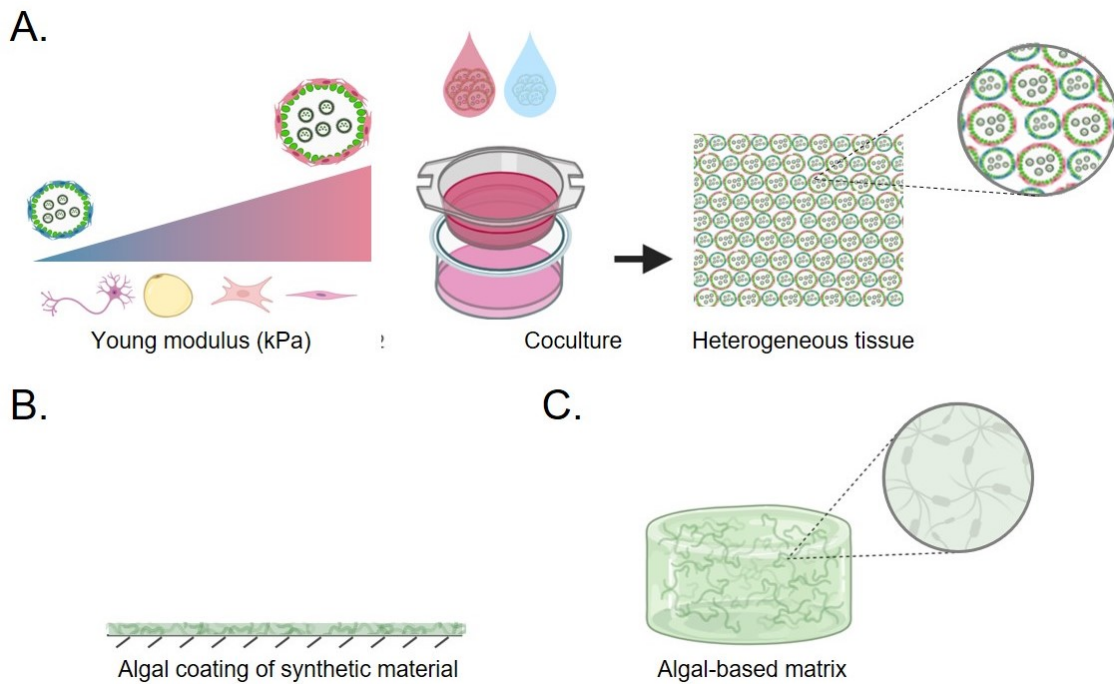 A.
Young modulus (kPa)
Coculture
Heterogeneous tissue
B.
C.
Algal coating of synthetic material
Algal-based matrix